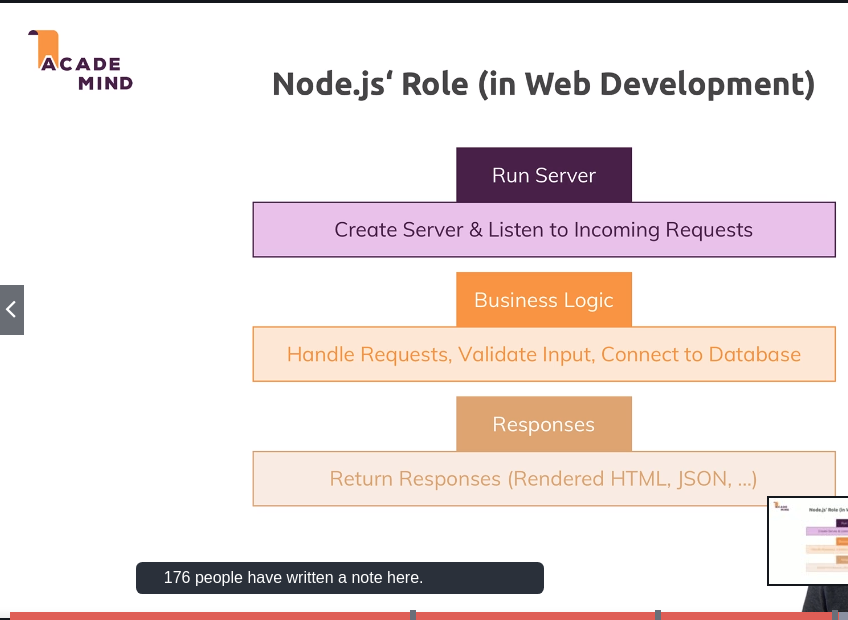 ACADE
MIND
Node.js‘ Role (in Web Development)
Run Server
Create Server & Listen to Incoming Requests
Business Logic
Handle Requests, Validate Input, Connect to Database
Responses
Return Responses (Rendered HTML, JSON, ...)
176 people have written a note here.